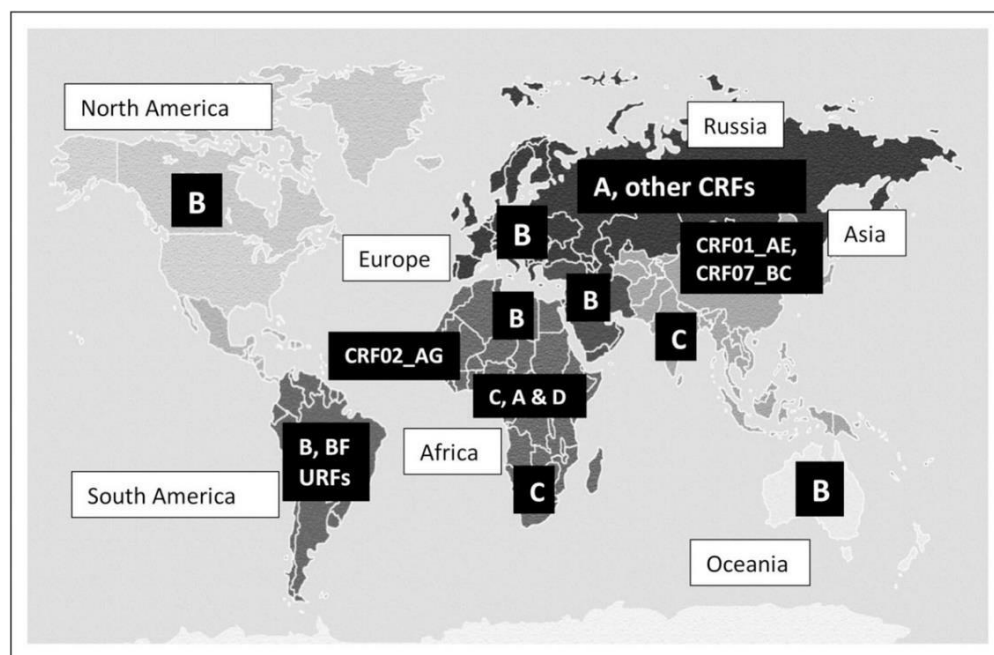 North America
Russia
B
A, other CRFs
B
Asia
Europe
CRF01_AE,
CRF07_BC
B
B
C
CRF02_AG
C, A & D
B, BF
URFs
Africa
C
B
South America
Oceania